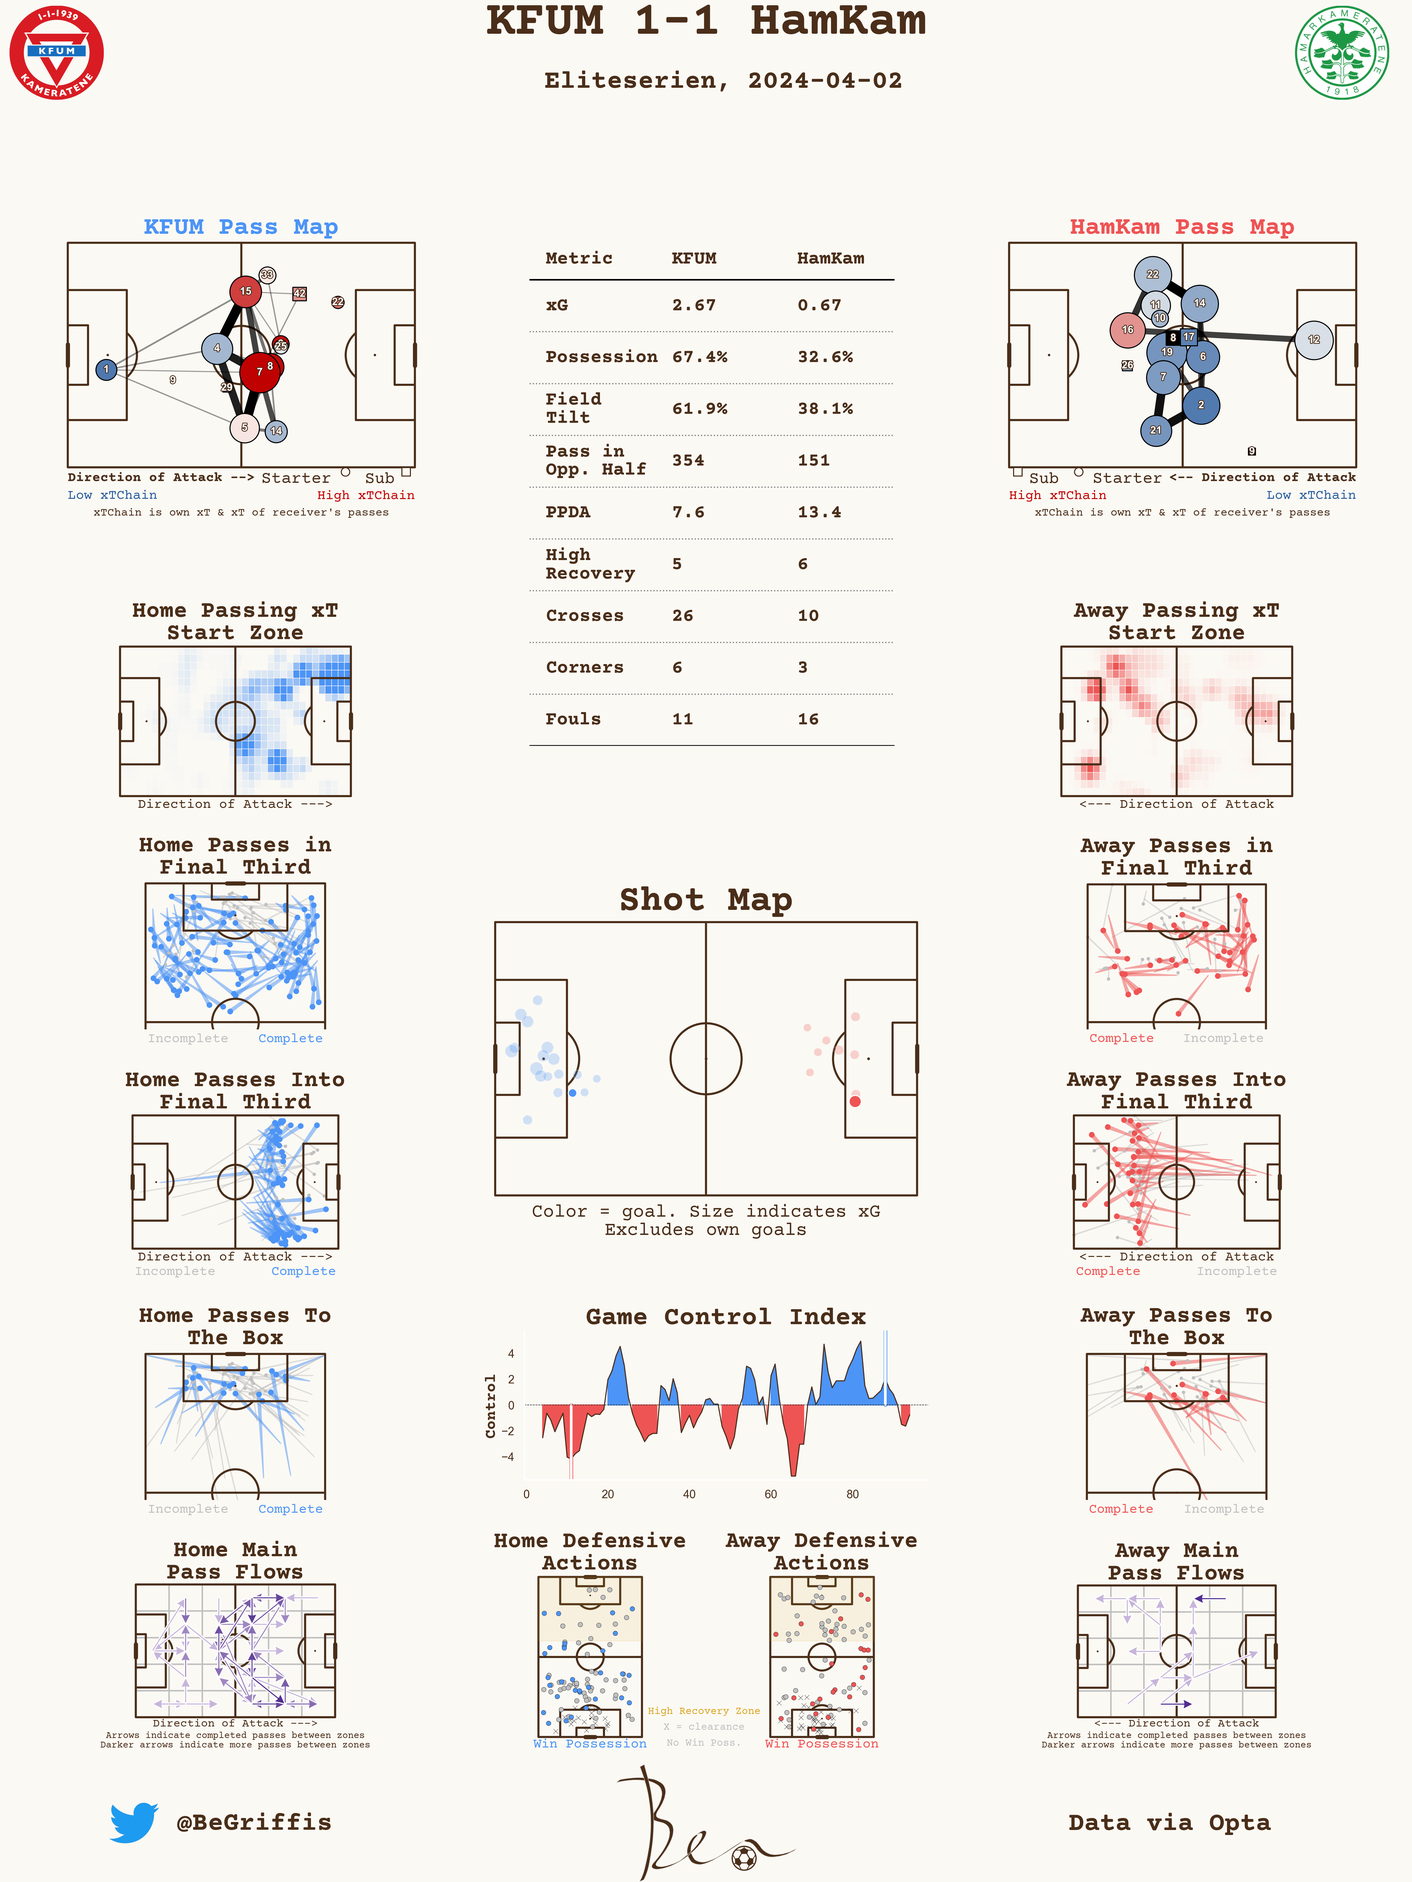 KFUM 1-1 HamKam
Eliteserien, 2024-04-02
1-1-1939
KFUM
KAMERATENE
HAMARKAMERATENE
1918
KFUM Pass Map
33
15
42
22
4
25
1
7
8
9
29
5
14
Direction of Attack --> Starter Sub
Low xTChain High xTChain
xTChain is own xT & xT of receiver's passes
Metric KFUM HamKam
xG 2.67 0.67
Possession 67.4% 32.6%
Field
Tilt 61.9% 38.1%
Pass in
Opp. Half 354 151
PPDA 7.6 13.4
High
Recovery 5 6
Crosses 26 10
Corners 6 3
Fouls 11 16
HamKam Pass Map
22
11
14
10
16
8
17
12
19
6
26
7
2
21
9
Sub Starter <-- Direction of Attack
High xTChain Low xTChain
xTChain is own xT & xT of receiver's passes
Home Passing xT
Start Zone
Direction of Attack --->
Away Passing xT
Start Zone
<--- Direction of Attack
Home Passes in
Final Third
Incomplete Complete
Away Passes in
Final Third
Complete Incomplete
Shot Map
Color = goal. Size indicates xG
Excludes own goals
Home Passes Into
Final Third
Direction of Attack --->
Incomplete Complete
Away Passes Into
Final Third
<--- Direction of Attack
Complete Incomplete
Home Passes To
The Box
Incomplete Complete
Game Control Index
Control
4
2
0
−2
−4
0 20 40 60 80
Away Passes To
The Box
Complete Incomplete
Home Main
Pass Flows
Direction of Attack --->
Arrows indicate completed passes between zones
Darker arrows indicate more passes between zones
Home Defensive
Actions
Win Possession
Away Defensive
Actions
Win Possession
High Recovery Zone
X = clearance
No Win Poss.
Away Main
Pass Flows
<--- Direction of Attack
Arrows indicate completed passes between zones
Darker arrows indicate more passes between zones
@BeGriffis
Ben
Data via Opta